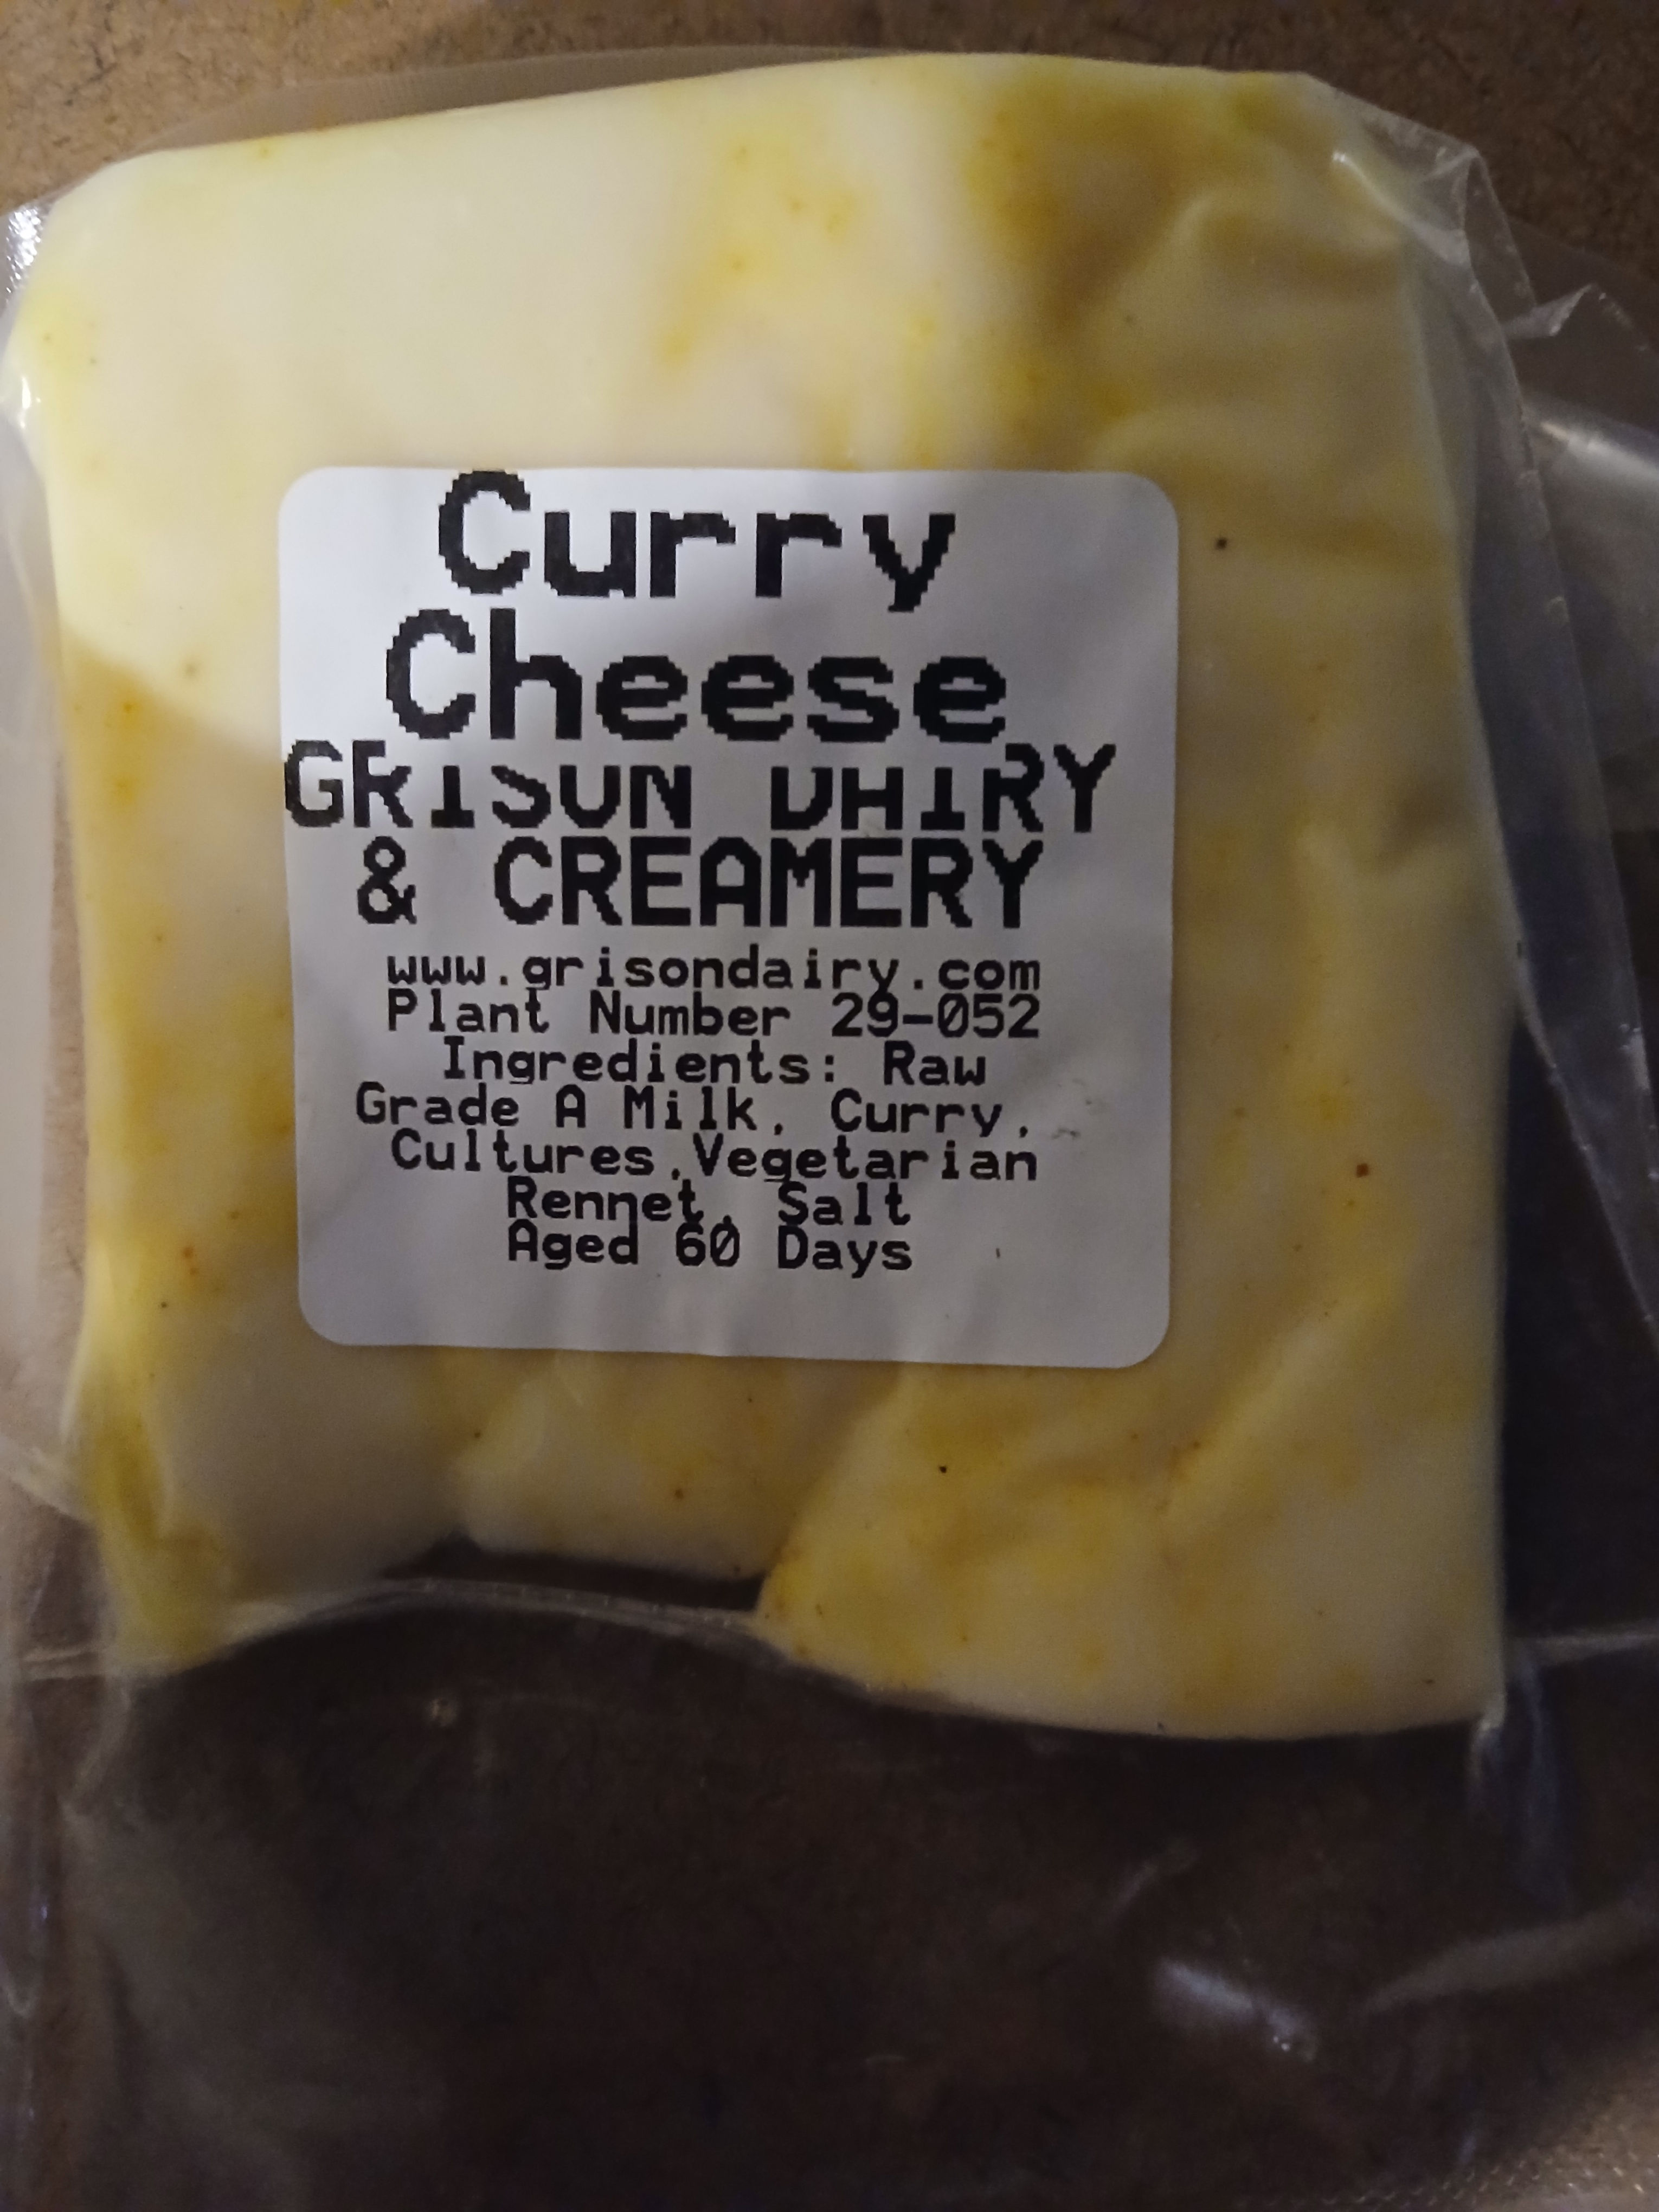 Curry
Cheese
GRISON DAIRY
& CREAMERY
www.grisondairy.com
Plant Number 29-052
Ingredients: Raw
Grade A Milk, Curry,
Cultures,Vegetarian
Rennet, Salt
Aged 60 Days